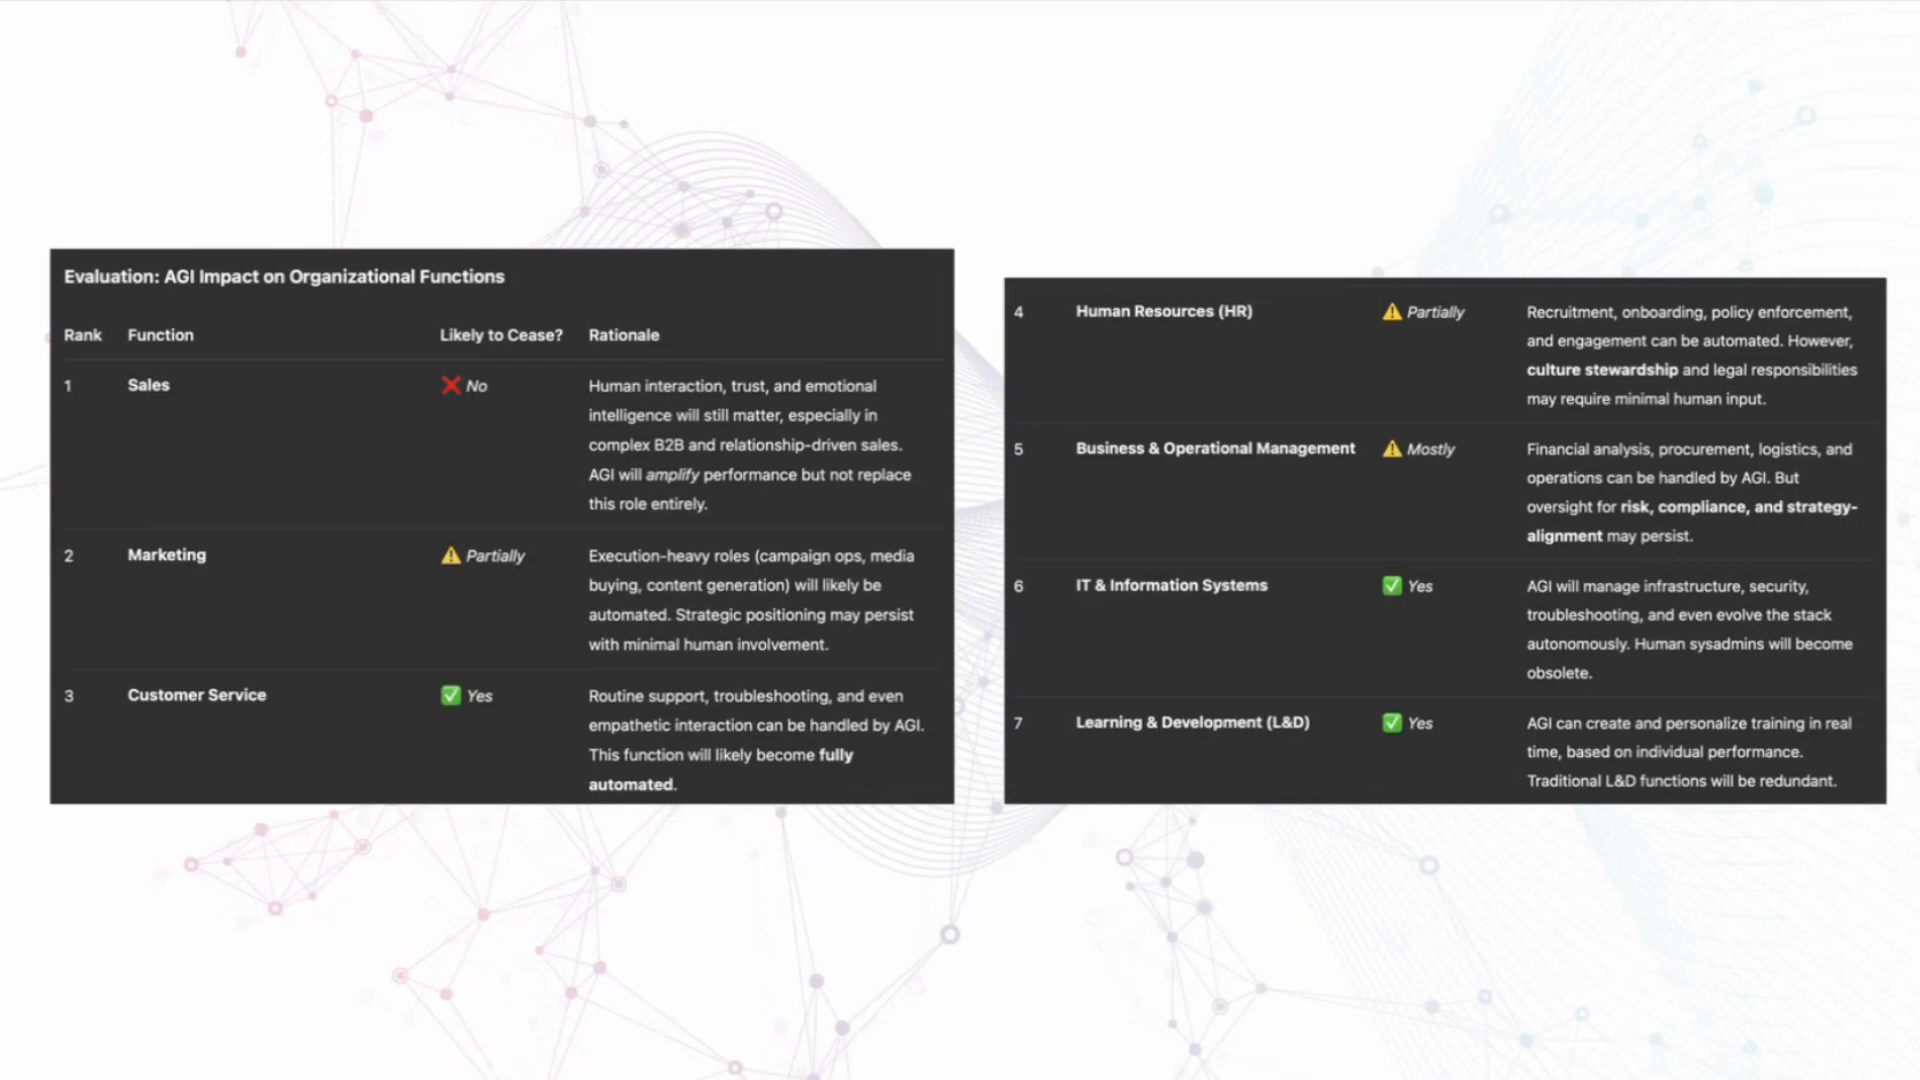 Evaluation: AGI Impact on Organizational Functions
Rank Function Likely to Cease? Rationale
1 Sales ❌ No Human interaction, trust, and emotional
intelligence will still matter, especially in
complex B2B and relationship-driven sales.
AGI will amplify performance but not replace
this role entirely.
2 Marketing ⚠️ Partially Execution-heavy roles (campaign ops, media
buying, content generation) will likely be
automated. Strategic positioning may persist
with minimal human involvement.
3 Customer Service ✅ Yes Routine support, troubleshooting, and even
empathetic interaction can be handled by AGI.
This function will likely become fully
automated.
4 Human Resources (HR) ⚠️ Partially Recruitment, onboarding, policy enforcement,
and engagement can be automated. However,
culture stewardship and legal responsibilities
may require minimal human input.
5 Business & Operational Management ⚠️ Mostly Financial analysis, procurement, logistics, and
operations can be handled by AGI. But
oversight for risk, compliance, and strategy-
alignment may persist.
6 IT & Information Systems ✅ Yes AGI will manage infrastructure, security,
troubleshooting, and even evolve the stack
autonomously. Human sysadmins will become
obsolete.
7 Learning & Development (L&D) ✅ Yes AGI can create and personalize training in real
time, based on individual performance.
Traditional L&D functions will be redundant.